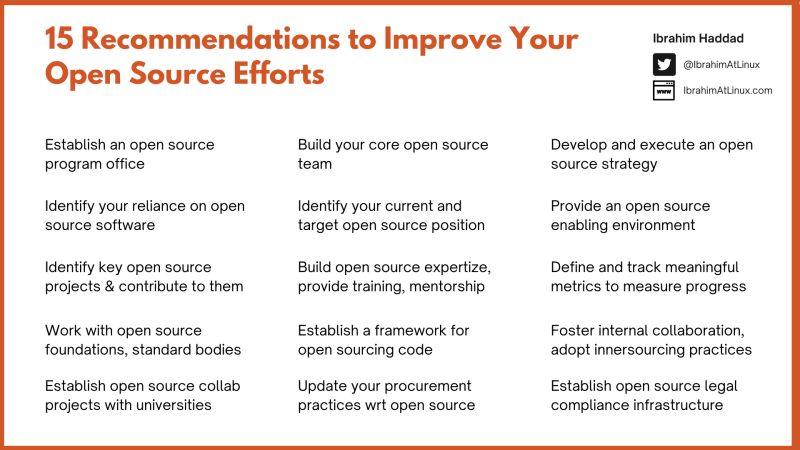 15 Recommendations to Improve Your
Open Source Efforts
Ibrahim Haddad
@IbrahimAtLinux
www
IbrahimAtLinux.com
Establish an open source
program office
Build your core open source
team
Develop and execute an open
source strategy
Identify your reliance on open
source software
Identify your current and
target open source position
Provide an open source
enabling environment
Identify key open source
projects & contribute to them
Build open source expertize,
provide training, mentorship
Define and track meaningful
metrics to measure progress
Work with open source
foundations, standard bodies
Establish a framework for
open sourcing code
Foster internal collaboration,
adopt innersourcing practices
Establish open source collab
projects with universities
Update your procurement
practices wrt open source
Establish open source legal
compliance infrastructure